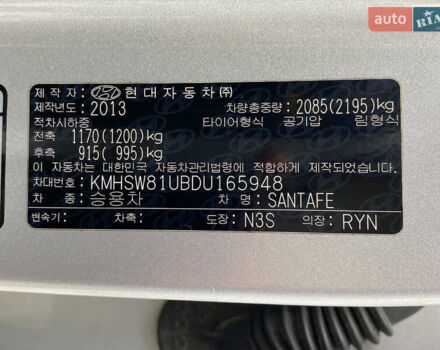 auto RIA
제 작 자 : 현대자동차㈜
제작년도 : 2013 차량총중량: 2085(2195)kg
적차시하중 타이어형식 공기압 림형식
전축 1170(1200)kg
후축 915( 995)kg
이 자동차는 대한민국 자동차관리법령에 적합하게 제작되었습니다.
차대번호: KMHSW81UBDU165948
차 종 : 승용차 차 명 : SANTAFE
변속기: 차축: 도장: N3S 의장: RYN